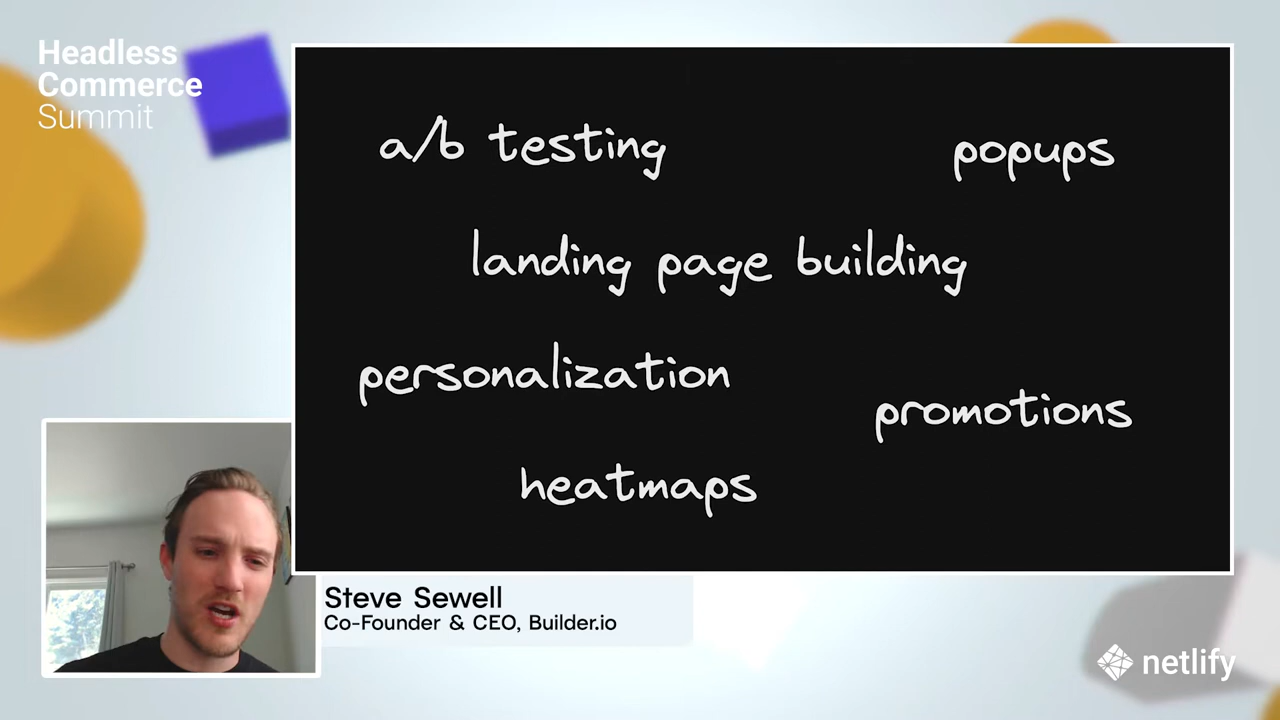 Headless
Commerce
Summit
a/b testing
popups
landing page building
personalization
promotions
heatmaps
Steve Sewell
Co-Founder & CEO, Builder.io
netlify